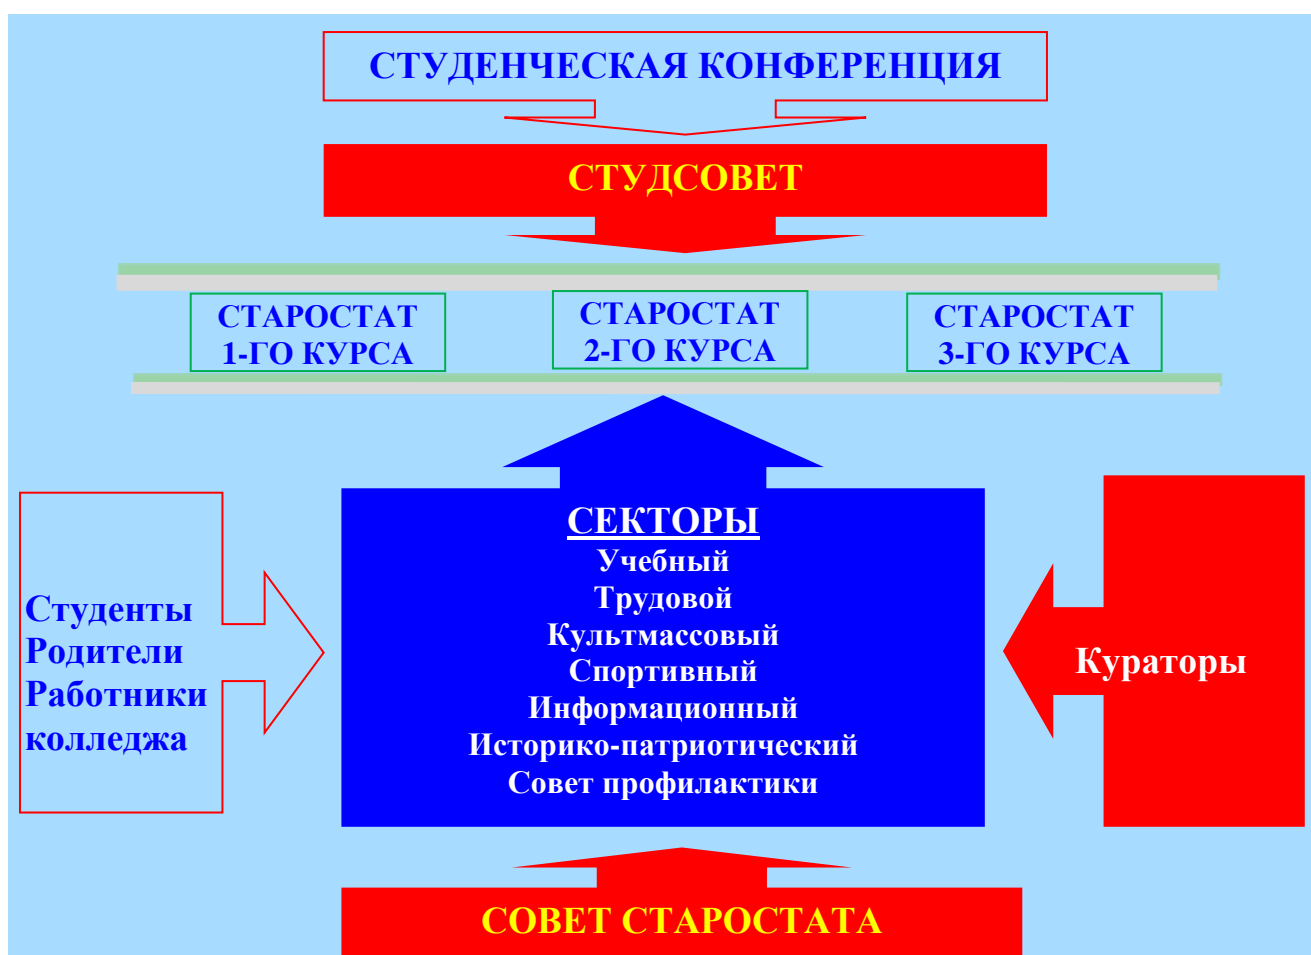 СТУДЕНЧЕСКАЯ КОНФЕРЕНЦИЯ
СТУДСОВЕТ
СТАРОСТАТ
1-ГО КУРСА
СТАРОСТАТ
2-ГО КУРСА
СТАРОСТАТ
3-ГО КУРСА
Студенты
Родители
Работники
колледжа
СЕКТОРЫ
Учебный
Трудовой
Культмассовый
Спортивный
Информационный
Историко-патриотический
Совет профилактики
Кураторы
СОВЕТ СТАРОСТАТА